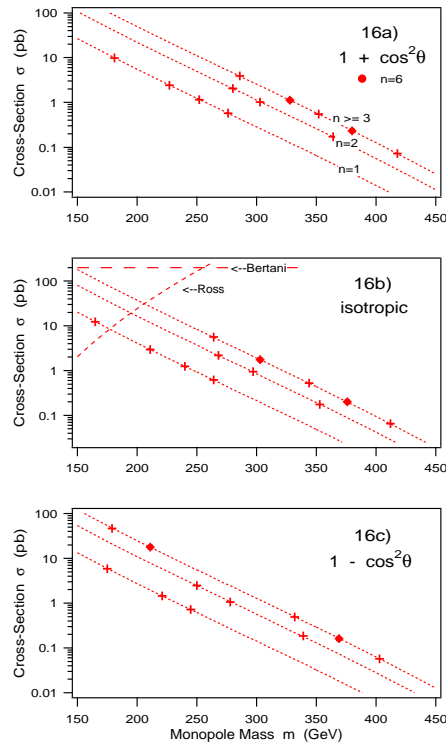 100
10
1
0.1
0.01
Cross-Section σ (pb)
16a)
1 + cos²θ
n=6
n >= 3
n=2
n=1
150 200 250 300 350 400 450
100
10
1
0.1
Cross-Section σ (pb)
<--Bertani
<--Ross
16b)
isotropic
150 200 250 300 350 400 450
100
10
1
0.1
0.01
Cross-Section σ (pb)
16c)
1 - cos²θ
150 200 250 300 350 400 450
Monopole Mass m (GeV)